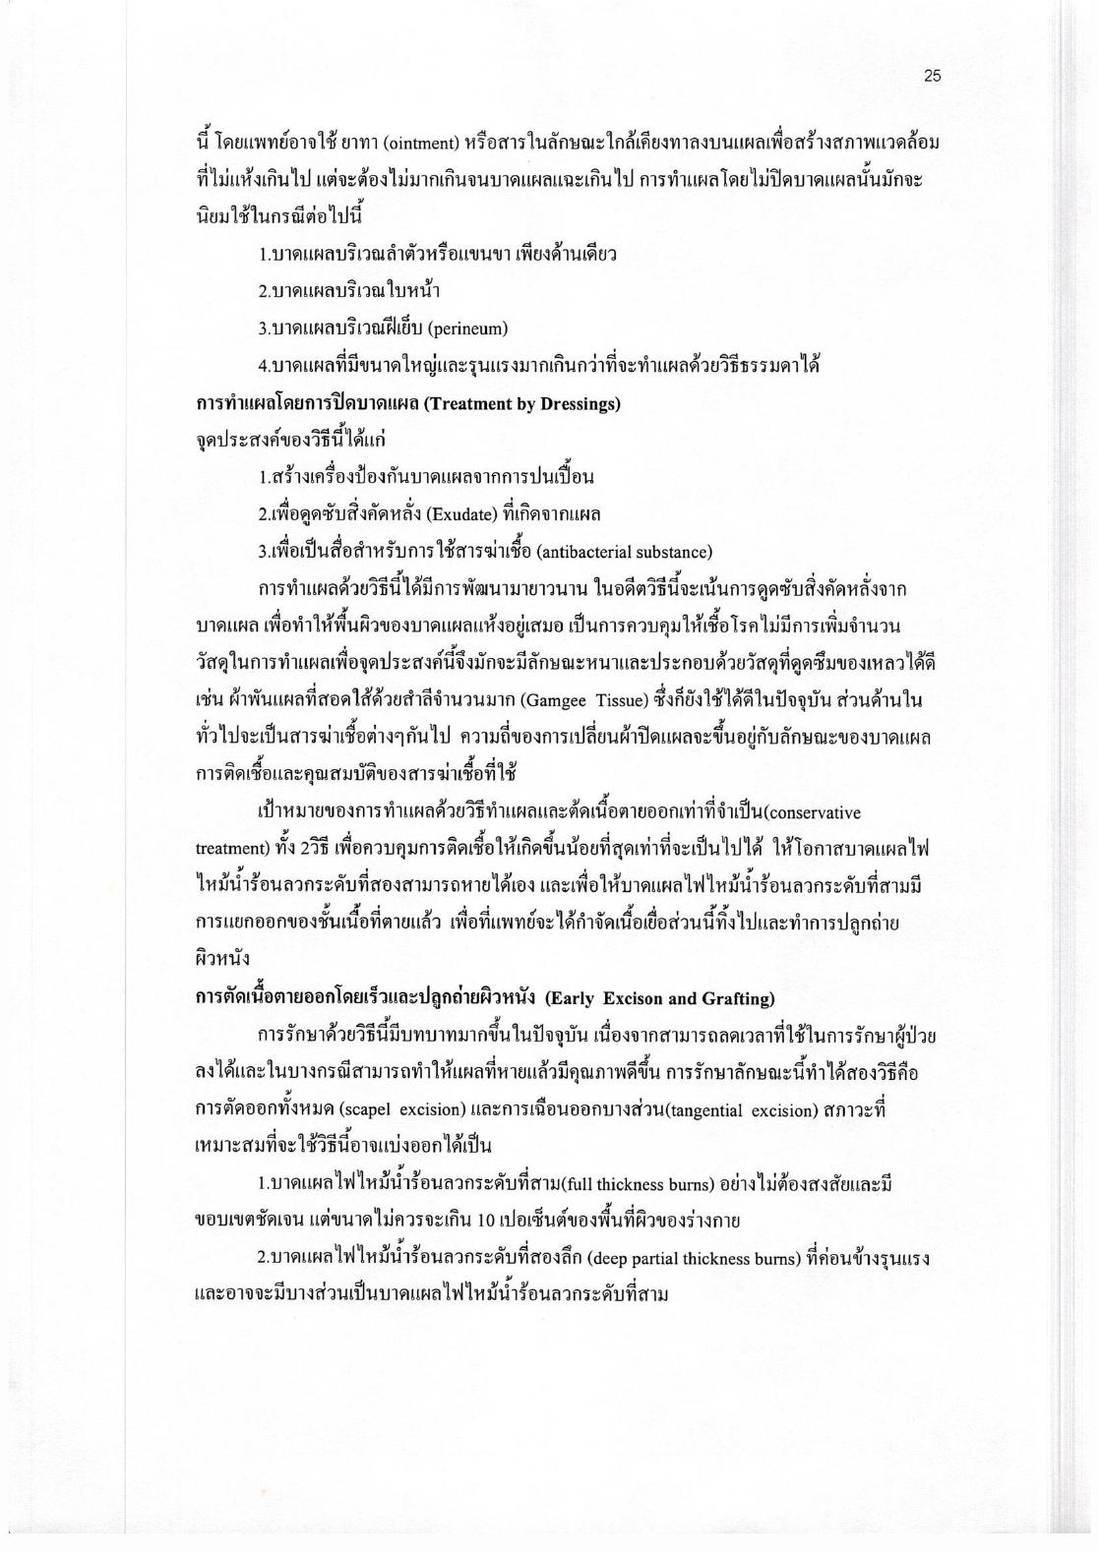 25
นี้ โดยแพทย์อาจใช้ ยาทา (ointment) หรือสารในลักษณะใกล้เคียงทาลงบนแผลเพื่อสร้างสภาพแวดล้อม
ที่ไม่แห้งเกินไป แต่จะต้องไม่มากเกินจนบาดแผลแฉะเกินไป การทำแผลโดยไม่ปิดบาดแผลนั้นมักจะ
นิยมใช้ในกรณีต่อไปนี้
1.บาดแผลบริเวณลำตัวหรือแขนขา เพียงด้านเดียว
2.บาดแผลบริเวณใบหน้า
3.บาดแผลบริเวณฝีเย็บ (perineum)
4.บาดแผลที่มีขนาดใหญ่และรุนแรงมากเกินกว่าที่จะทำแผลด้วยวิธีธรรมดาได้
การทำแผลโดยการปิดบาดแผล (Treatment by Dressings)
จุดประสงค์ของวิธีนี้ได้แก่
1.สร้างเครื่องป้องกันบาดแผลจากการปนเปื้อน
2.เพื่อดูดซับสิ่งคัดหลั่ง (Exudate) ที่เกิดจากแผล
3.เพื่อเป็นสื่อสำหรับการใช้สารฆ่าเชื้อ (antibacterial substance)
การทำแผลด้วยวิธีนี้ได้มีการพัฒนามายาวนาน ในอดีตวิธีนี้จะเน้นการดูดซับสิ่งคัดหลั่งจาก
บาดแผล เพื่อทำให้พื้นผิวของบาดแผลแห้งอยู่เสมอ เป็นการควบคุมให้เชื้อโรคไม่มีการเพิ่มจำนวน
วัสดุในการทำแผลเพื่อจุดประสงค์นี้จึงมักจะมีลักษณะหนาและประกอบด้วยวัสดุที่ดูดซึมของเหลวได้ดี
เช่น ผ้าพันแผลที่สอดใส้ด้วยสำลีจำนวนมาก (Gamgee Tissue) ซึ่งก็ยังใช้ได้ดีในปัจจุบัน ส่วนด้านใน
ทั่วไปจะเป็นสารฆ่าเชื้อต่างๆกันไป ความถี่ของการเปลี่ยนผ้าปิดแผลจะขึ้นอยู่กับลักษณะของบาดแผล
การติดเชื้อและคุณสมบัติของสารฆ่าเชื้อที่ใช้
เป้าหมายของการทำแผลด้วยวิธีทำแผลและตัดเนื้อตายออกเท่าที่จำเป็น(conservative
treatment) ทั้ง 2วิธี เพื่อควบคุมการติดเชื้อให้เกิดขึ้นน้อยที่สุดเท่าที่จะเป็นไปได้ ให้โอกาสบาดแผลไฟ
ไหม้น้ำร้อนลวกระดับที่สองสามารถหายได้เอง และเพื่อให้บาดแผลไฟไหม้น้ำร้อนลวกระดับที่สามมี
การแยกออกของชั้นเนื้อที่ตายแล้ว เพื่อที่แพทย์จะได้กำจัดเนื้อเยื่อส่วนนี้ทิ้งไปและทำการปลูกถ่าย
ผิวหนัง
การตัดเนื้อตายออกโดยเร็วและปลูกถ่ายผิวหนัง (Early Excison and Grafting)
การรักษาด้วยวิธีนี้มีบทบาทมากขึ้นในปัจจุบัน เนื่องจากสามารถลดเวลาที่ใช้ในการรักษาผู้ป่วย
ลงได้และในบางกรณีสามารถทำให้แผลที่หายแล้วมีคุณภาพดีขึ้น การรักษาลักษณะนี้ทำได้สองวิธีคือ
การตัดออกทั้งหมด (scapel excision) และการเฉือนออกบางส่วน(tangential excision) สภาวะที่
เหมาะสมที่จะใช้วิธีนี้อาจแบ่งออกได้เป็น
1.บาดแผลไฟไหม้น้ำร้อนลวกระดับที่สาม(full thickness burns) อย่างไม่ต้องสงสัยและมี
ขอบเขตชัดเจน แต่ขนาดไม่ควรจะเกิน 10 เปอเซ็นต์ของพื้นที่ผิวของร่างกาย
2.บาดแผลไฟไหม้น้ำร้อนลวกระดับที่สองลึก (deep partial thickness burns) ที่ค่อนข้างรุนแรง
และอาจจะมีบางส่วนเป็นบาดแผลไฟไหม้น้ำร้อนลวกระดับที่สาม